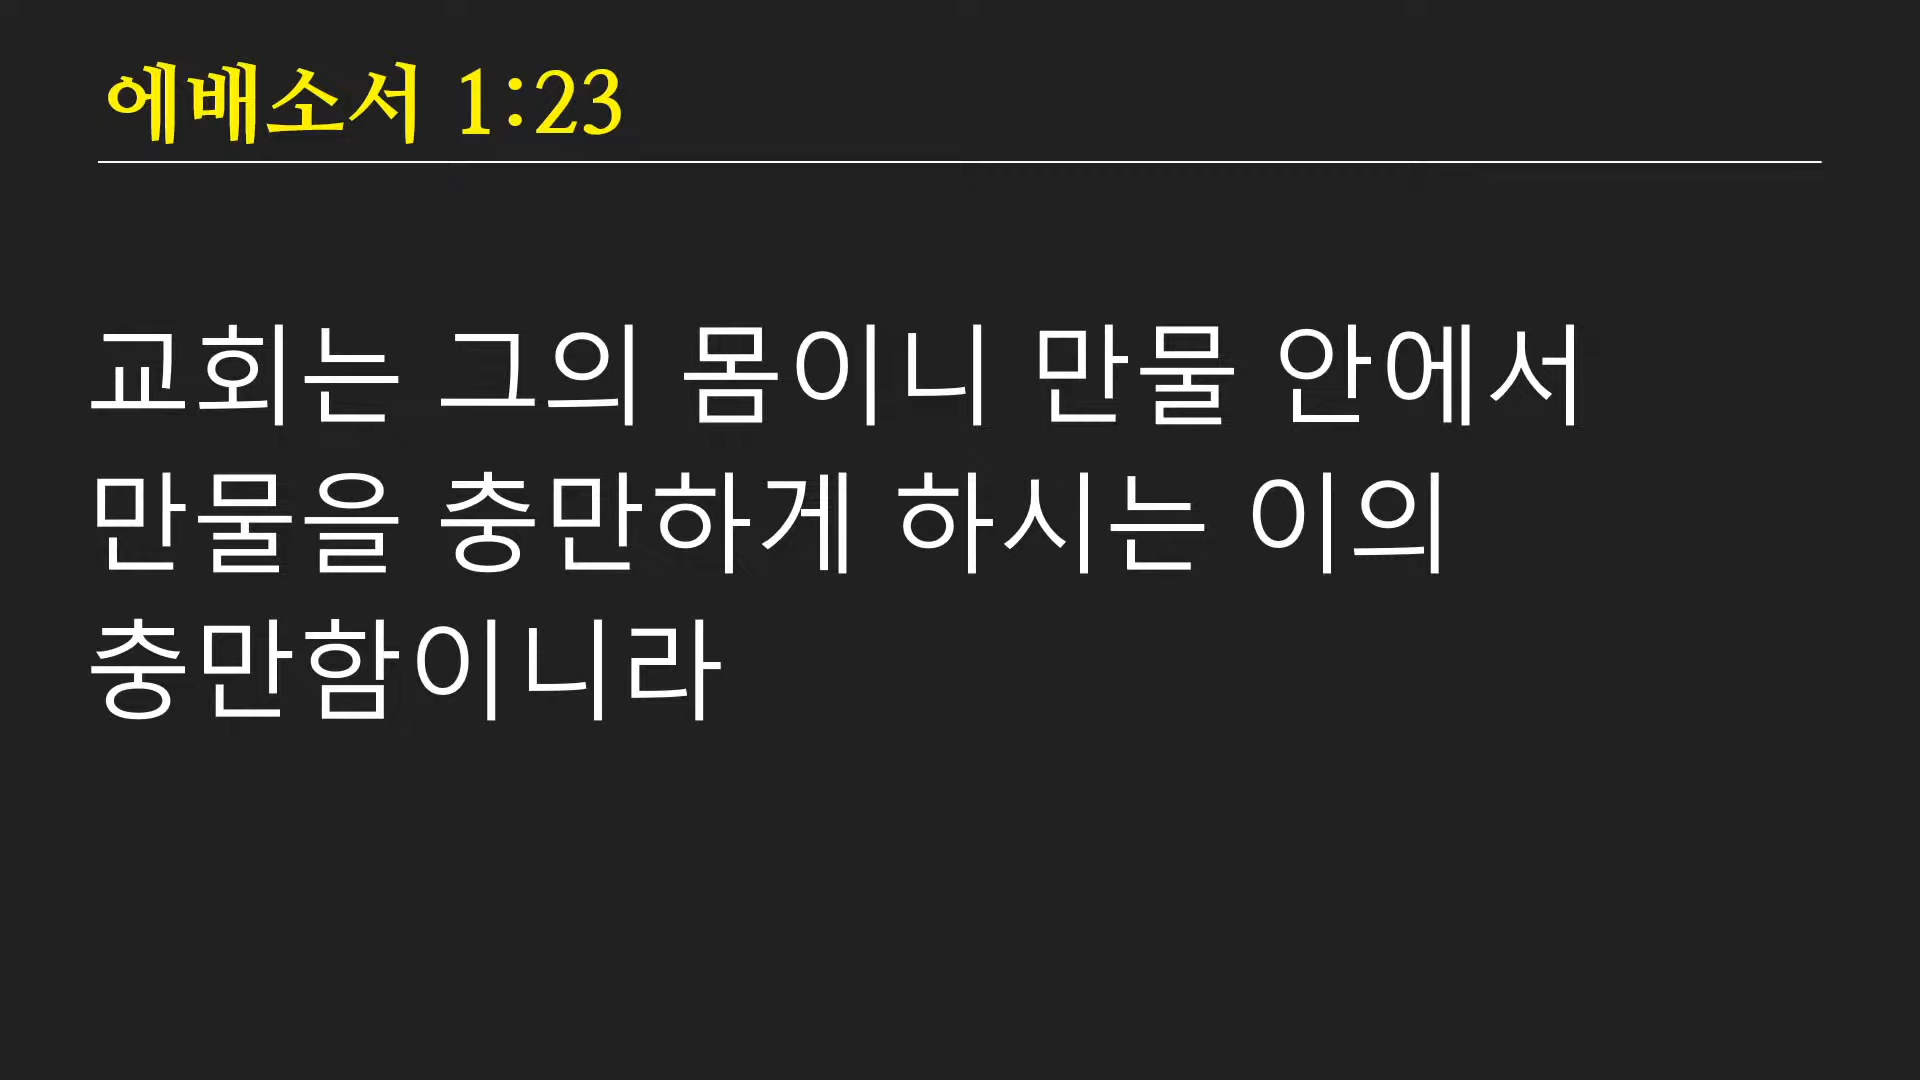 에배소서 1:23
교회는 그의 몸이니 만물 안에서
만물을 충만하게 하시는 이의
충만함이니라